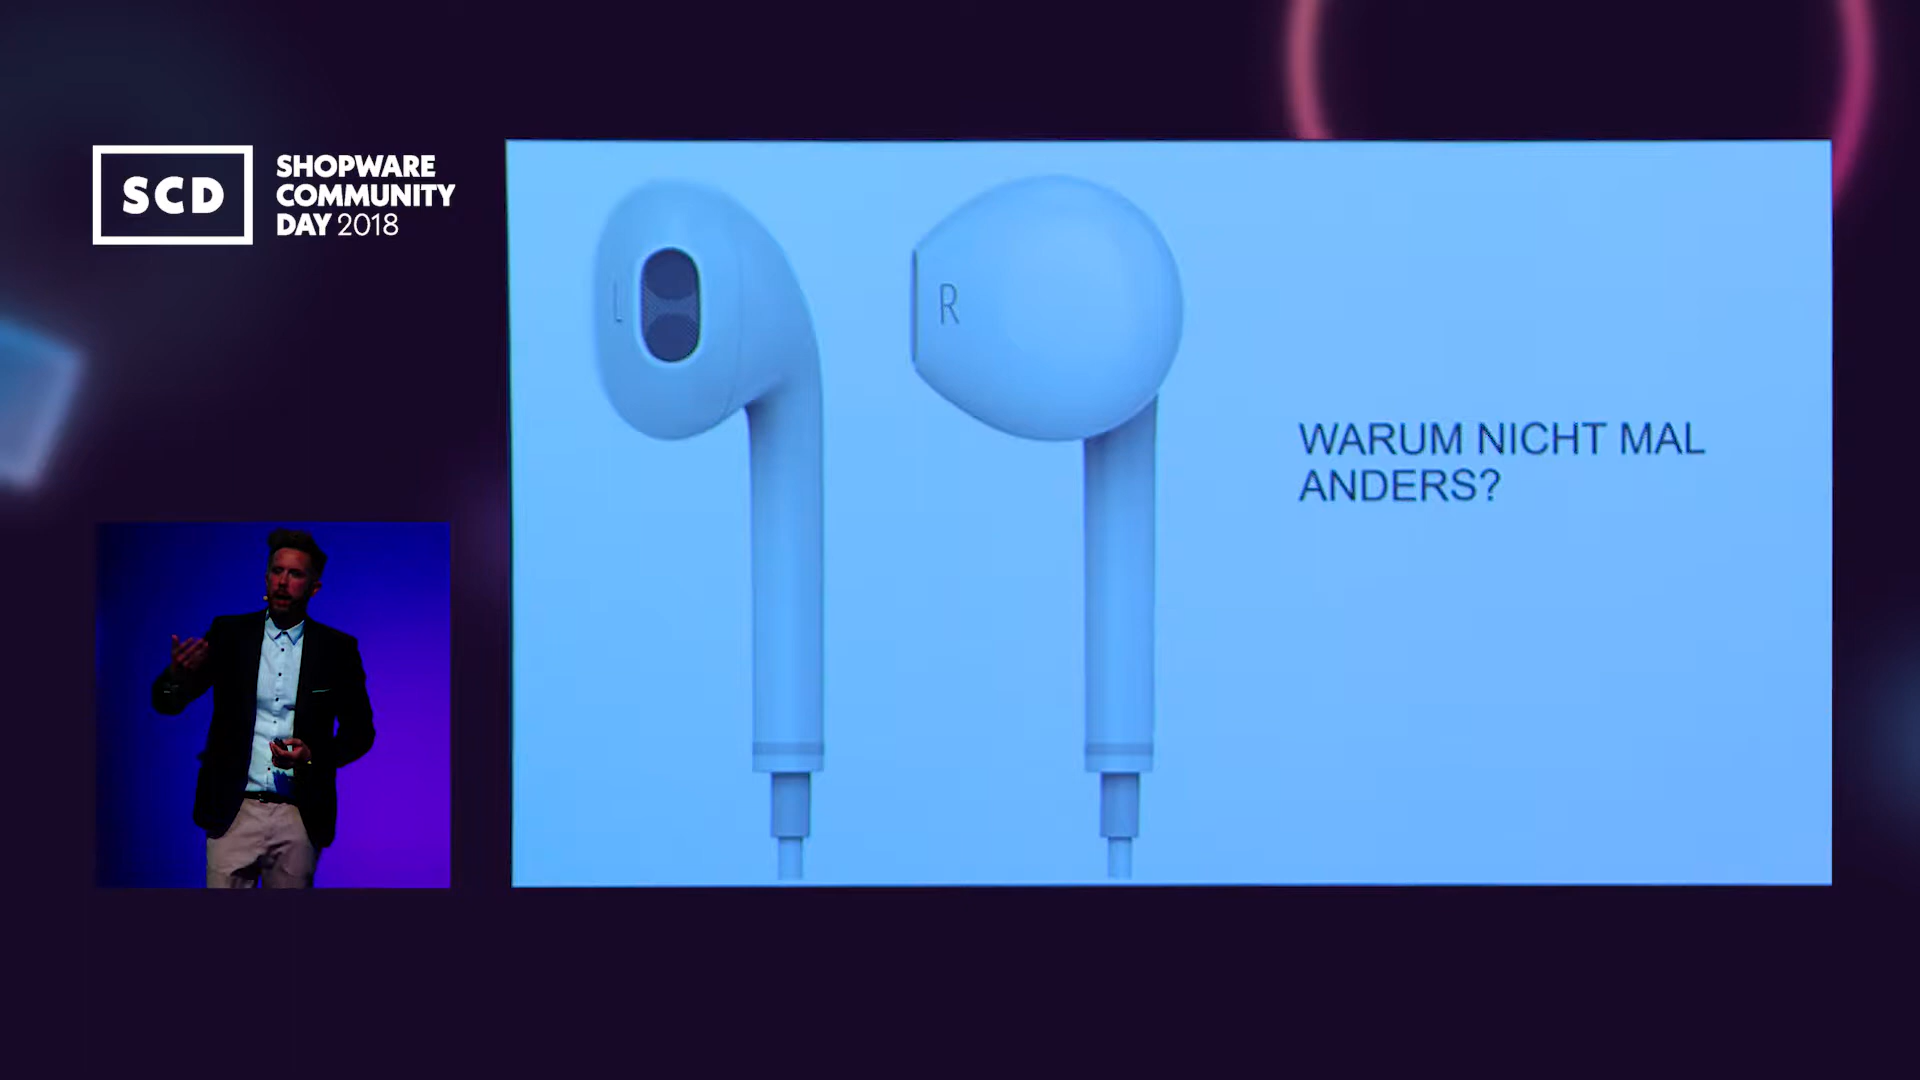 SCD
SHOPWARE
COMMUNITY
DAY 2018
L
R
WARUM NICHT MAL
ANDERS?